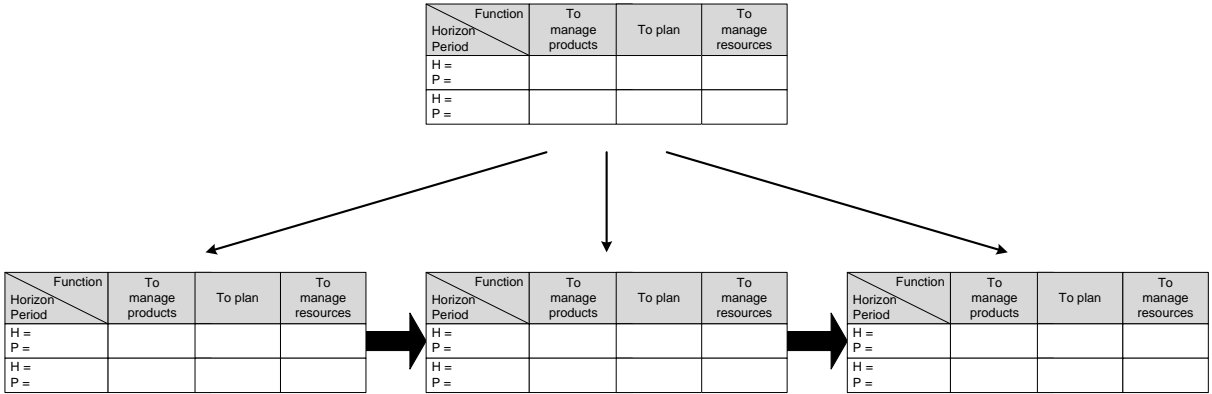 Function
Horizon
Period
To
manage
products
To plan
To
manage
resources
H =
P =
H =
P =
Function
Horizon
Period
To
manage
products
To plan
To
manage
resources
H =
P =
H =
P =
Function
Horizon
Period
To
manage
products
To plan
To
manage
resources
H =
P =
H =
P =
Function
Horizon
Period
To
manage
products
To plan
To
manage
resources
H =
P =
H =
P =